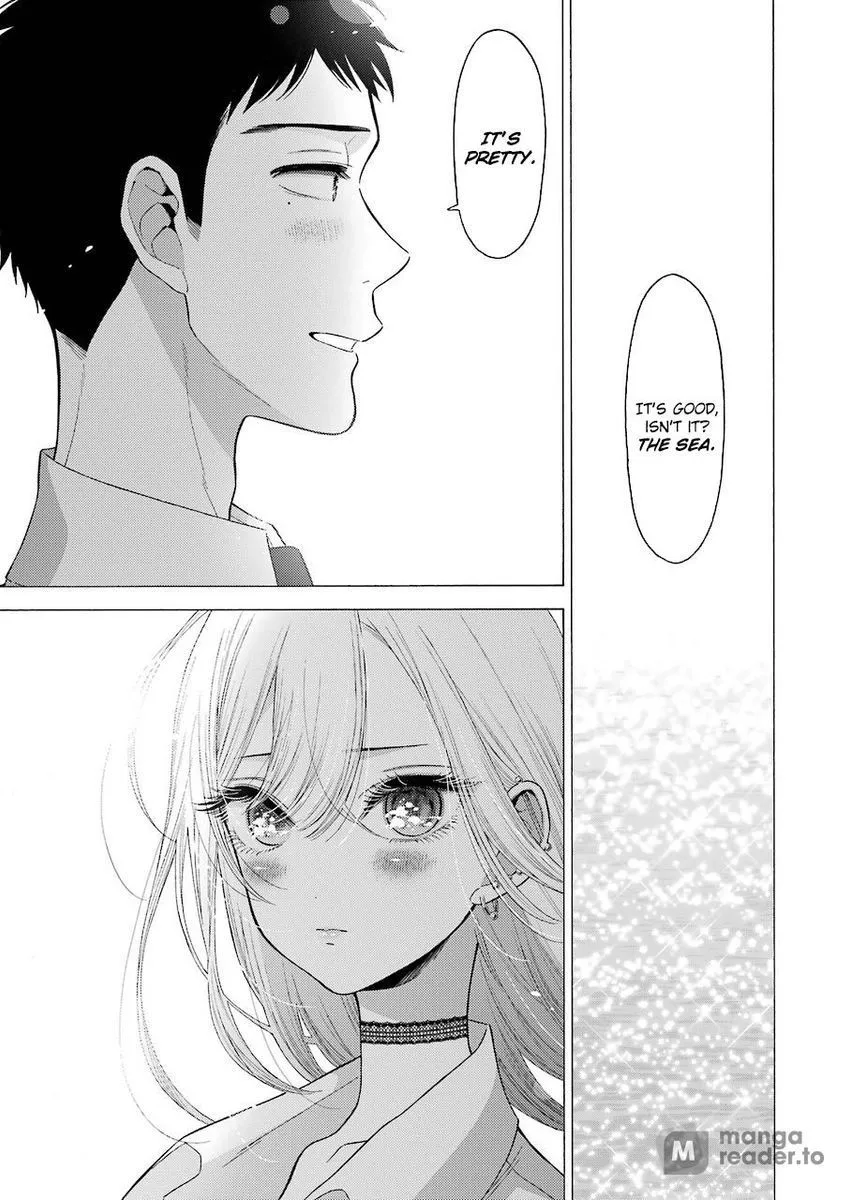 IT'S GOOD,
ISN'T IT?
THE SEA.
IT'S
PRETTY.
M manga
reader.to